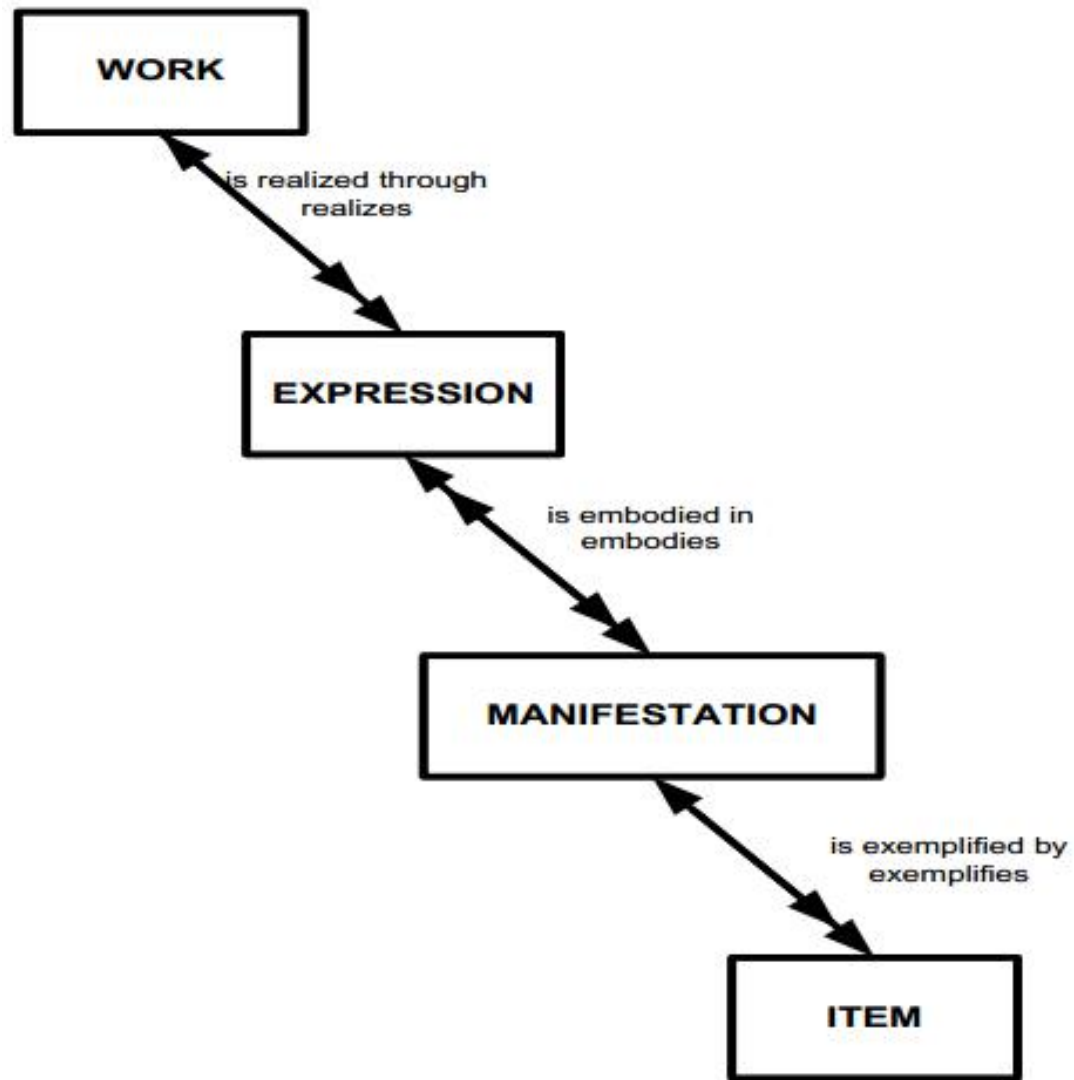 WORK
is realized through
realizes
EXPRESSION
is embodied in
embodies
MANIFESTATION
is exemplified by
exemplifies
ITEM